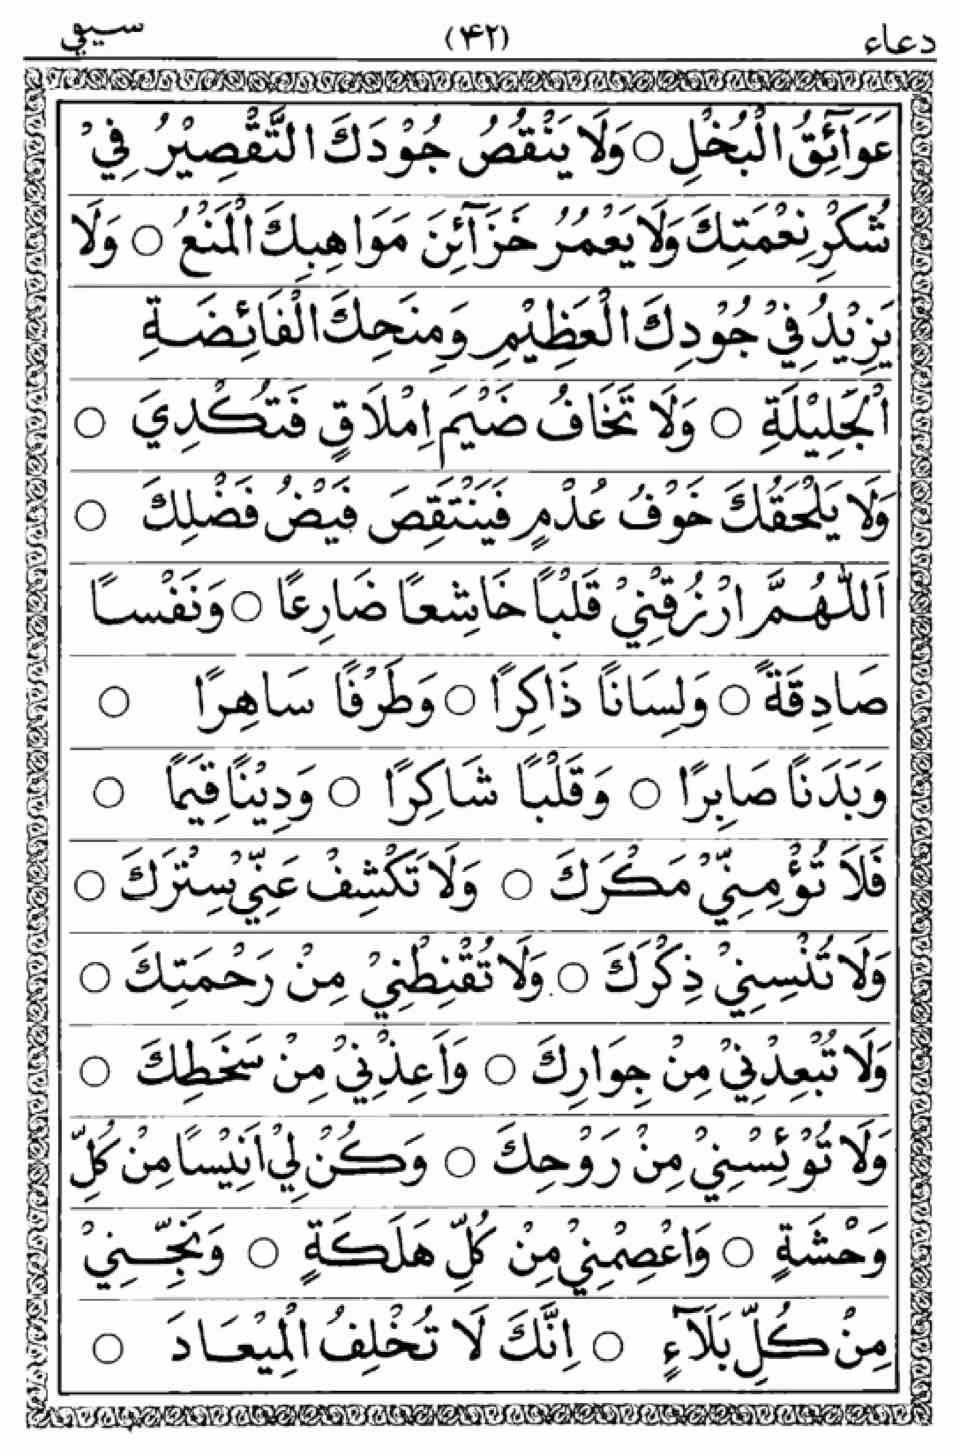 دعاء (۴۲) سيفي
عَوَآئِقُ الْبُخْلِ ○ وَلَا يَنْقُصُ جُوْدَكَ التَّقْصِيْرُ فِيْ
شُكْرِ نِعْمَتِكَ وَلَا يَعْمُرُ خَزَآئِنَ مَوَاهِبِكَ الْمَنْعُ ○ وَلَا
يَزِيْدُ فِيْ جُوْدِكَ الْعَظِيْمِ وَمِنَحِكَ الْفَائِضَةِ
الْجَلِيْلَةِ ○ وَلَا تَخَافُ ضَيْمَ اِمْلَاقٍ فَتُكْدِيَ ○
وَلَا يَلْحَقُكَ خَوْفُ عُدْمٍ فَيَنْتَقِصَ فَيْضُ فَضْلِكَ ○
اَللّٰهُمَّ ارْزُقْنِيْ قَلْبًا خَاشِعًا ضَارِعًا ○ وَنَفْسًا
صَادِقَةً ○ وَلِسَانًا ذَاكِرًا ○ وَطَرْفًا سَاهِرًا ○
وَبَدَنًا صَابِرًا ○ وَقَلْبًا شَاكِرًا ○ وَدِيْنًا قِيَمًا ○
فَلَا تُؤْمِنِّيْ مَكْرَكَ ○ وَلَا تَكْشِفْ عَنِّيْ سِتْرَكَ ○
وَلَا تُنْسِنِيْ ذِكْرَكَ ○ وَلَا تُقْنِطْنِيْ مِنْ رَحْمَتِكَ ○
وَلَا تُبْعِدْنِيْ مِنْ جِوَارِكَ ○ وَاَعِذْنِيْ مِنْ سَخَطِكَ ○
وَلَا تُوْئِسْنِيْ مِنْ رَوْحِكَ ○ وَكُنْ لِيْ اَنِيْسًا مِنْ كُلِّ
وَحْشَةٍ ○ وَاعْصِمْنِيْ مِنْ كُلِّ هَلَكَةٍ ○ وَنَجِّنِيْ
مِنْ كُلِّ بَلَآءٍ ○ اِنَّكَ لَا تُخْلِفُ الْمِيْعَادَ ○